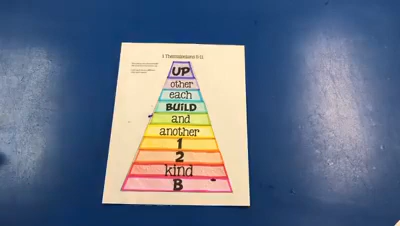 1 Thessalonians 5:11
UP
other
each
BUILD
and
another
1
2
kind
B